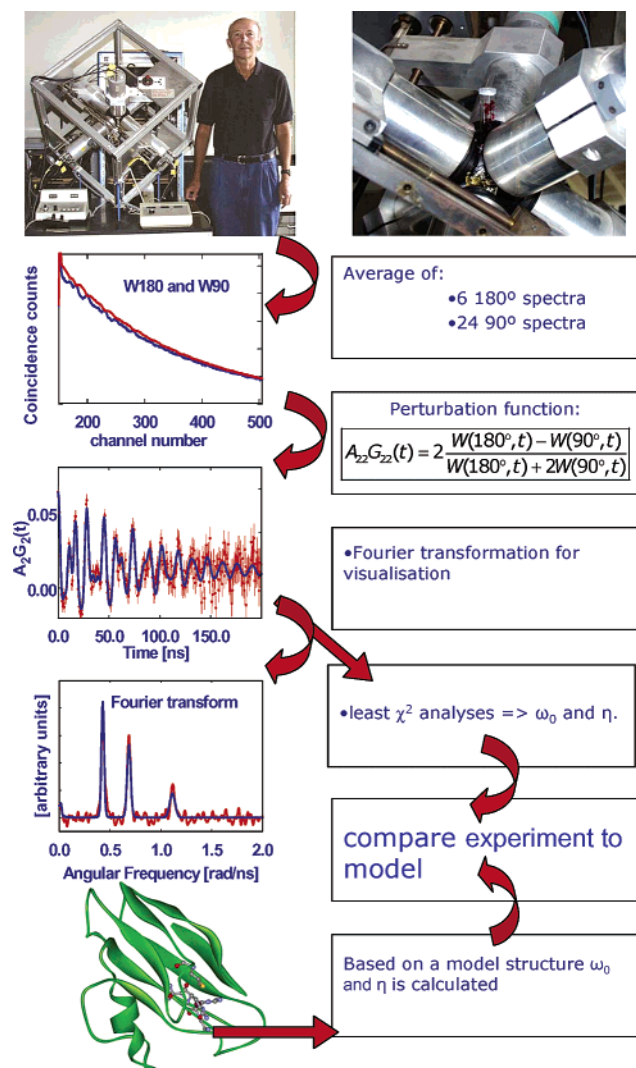 W180 and W90
Coincidence counts
200 300 400 500
channel number
Average of:
•6 180º spectra
•24 90º spectra
Perturbation function:
A₂₂G₂₂(t) = 2 W(180°,t) − W(90°,t) / W(180°,t) + 2W(90°,t)
A₂G₂(t)
0.05
0.00
0.0 50.0 100.0 150.0
Time [ns]
•Fourier transformation for
visualisation
Fourier transform
[arbitrary units]
0.0 0.5 1.0 1.5 2.0
Angular Frequency [rad/ns]
•least χ² analyses => ω₀ and η.
compare experiment to
model
Based on a model structure ω₀
and η is calculated